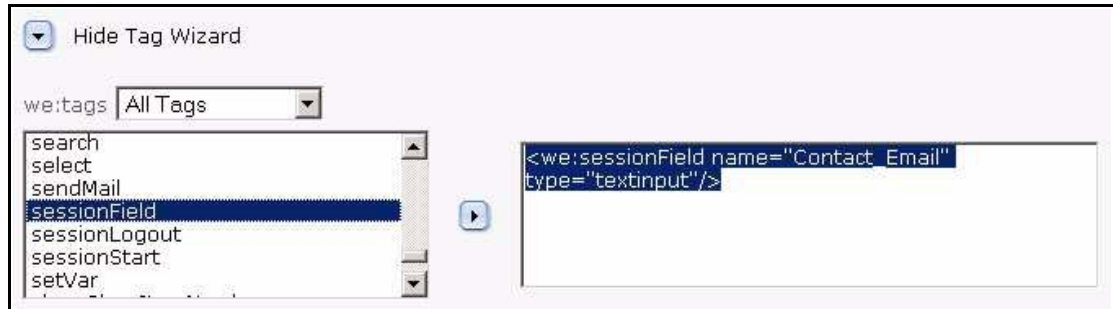 Hide Tag Wizard
we:tags All Tags
search
select
sendMail
sessionField
sessionLogout
sessionStart
setVar
<we:sessionField name="Contact_Email"
type="textinput"/>